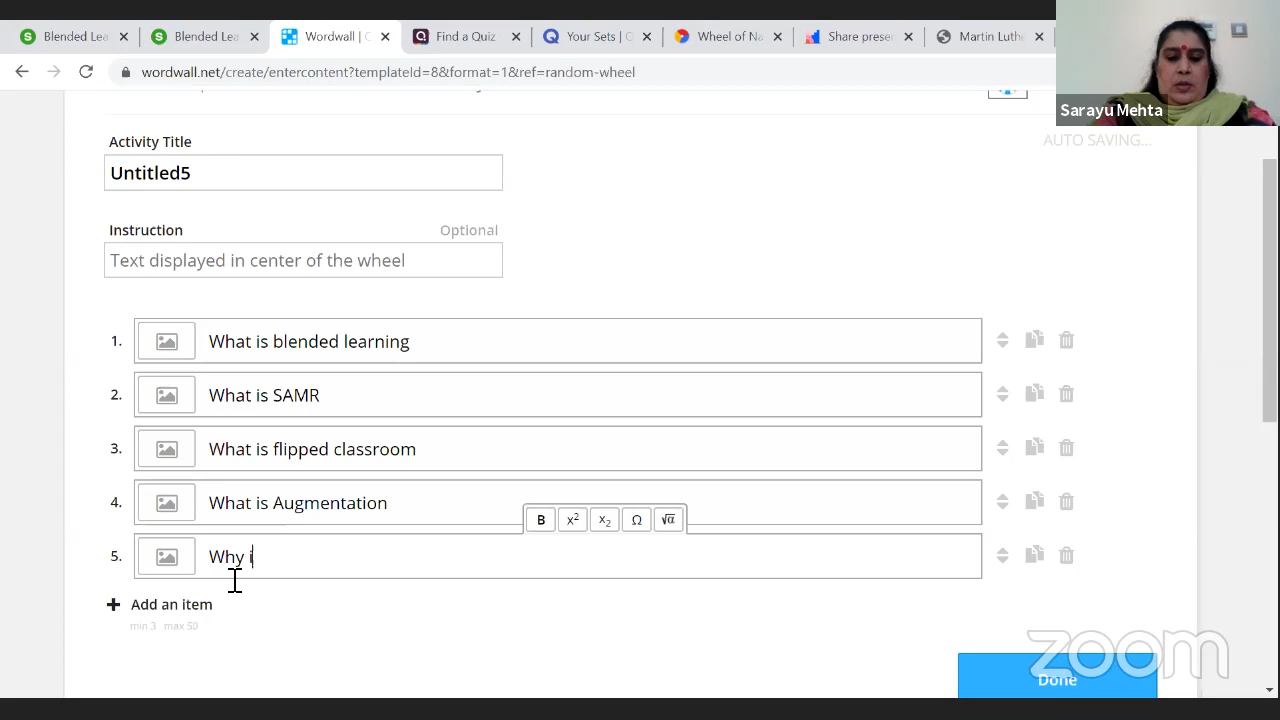 Blended Lea
Blended Lea
Wordwall | C
Find a Quiz
Your Sets | Q
Wheel of Na
Share preser
Martin Luthe
wordwall.net/create/entercontent?templateId=8&format=1&ref=random-wheel
Sarayu Mehta
AUTO SAVING...
Activity Title
Untitled5
Instruction Optional
Text displayed in center of the wheel
1. What is blended learning
2. What is SAMR
3. What is flipped classroom
4. What is Augmentation
B x² x₂ Ω √α
5. Why i
+ Add an item
min 3 max 50
zoom
Done